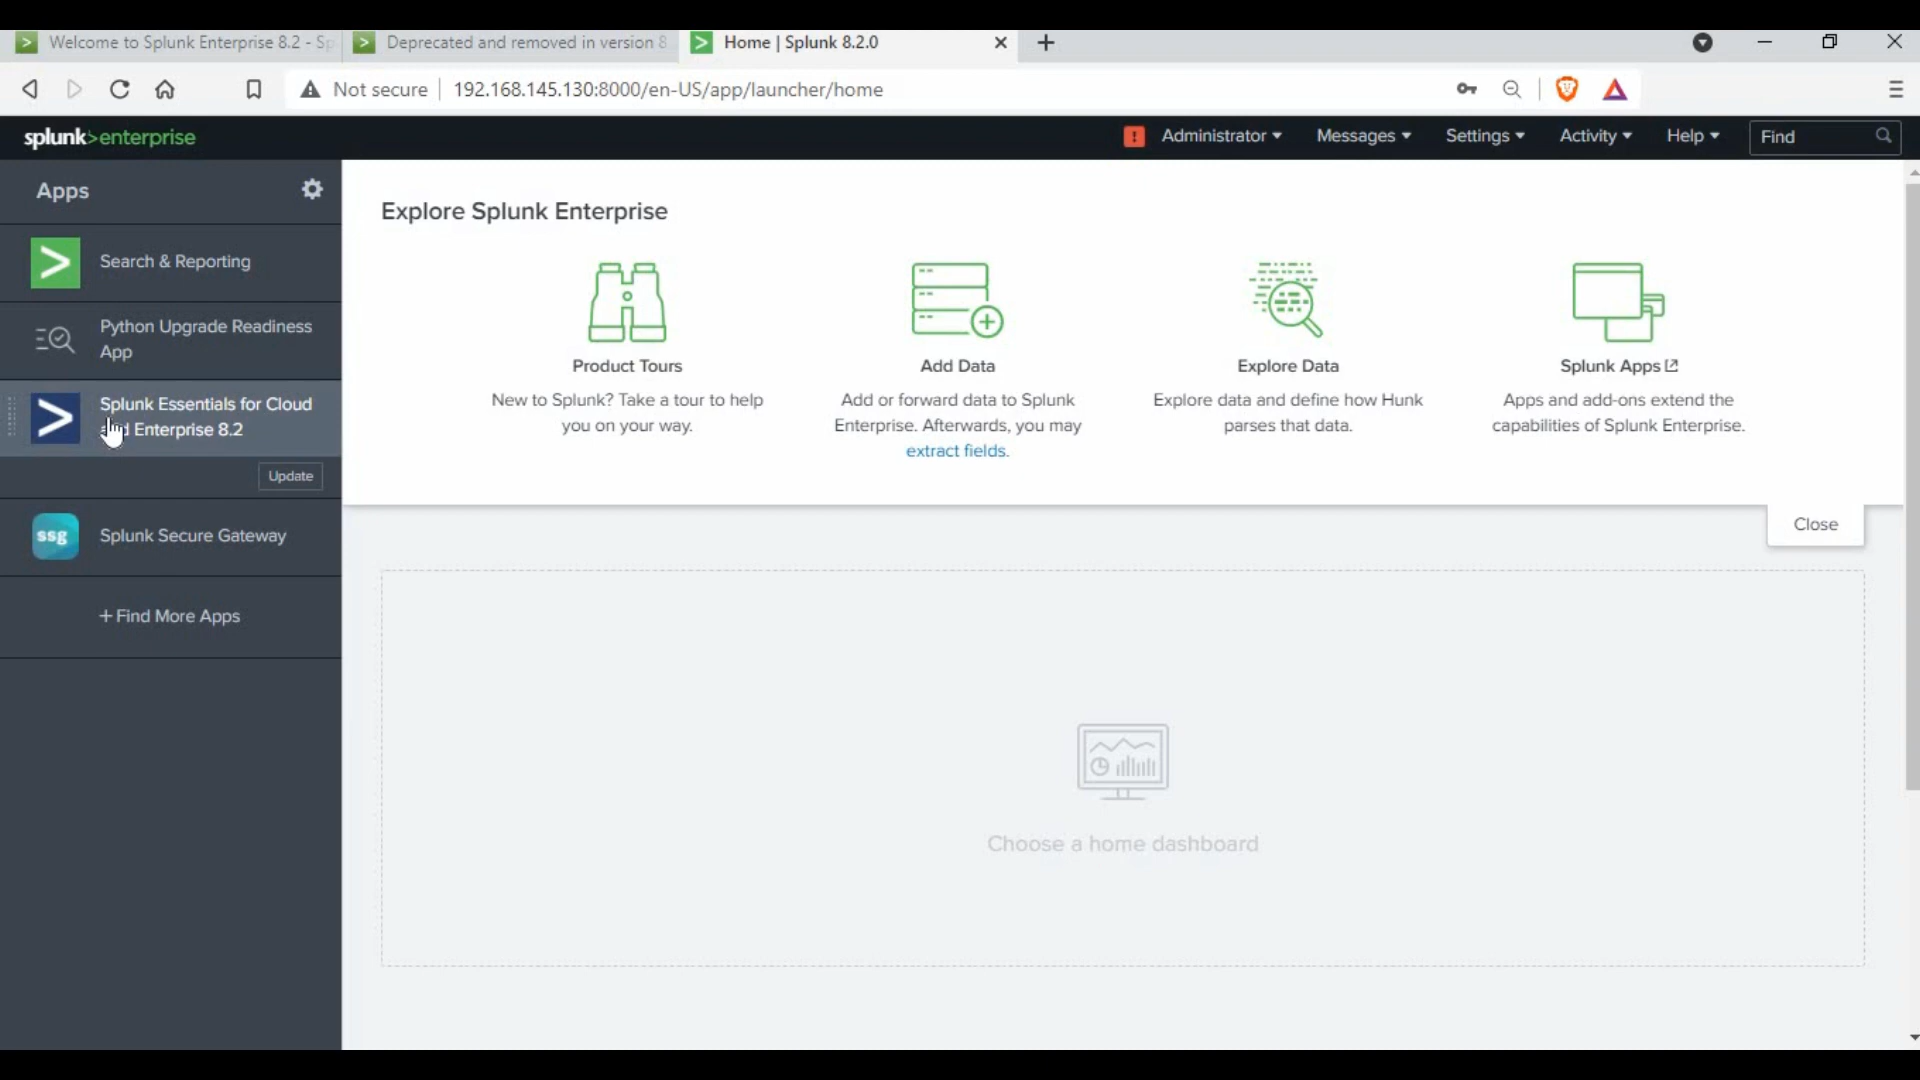 Welcome to Splunk Enterprise 8.2 - Sp
Deprecated and removed in version 8
Home | Splunk 8.2.0
Not secure
192.168.145.130:8000/en-US/app/launcher/home
splunk>enterprise
Administrator
Messages
Settings
Activity
Help
Find
Apps
Search & Reporting
Python Upgrade Readiness
App
Splunk Essentials for Cloud
Enterprise 8.2
Update
ssg
Splunk Secure Gateway
+ Find More Apps
Explore Splunk Enterprise
Product Tours
New to Splunk? Take a tour to help
you on your way.
Add Data
Add or forward data to Splunk
Enterprise. Afterwards, you may
extract fields.
Explore Data
Explore data and define how Hunk
parses that data.
Splunk Apps
Apps and add-ons extend the
capabilities of Splunk Enterprise.
Close
Choose a home dashboard